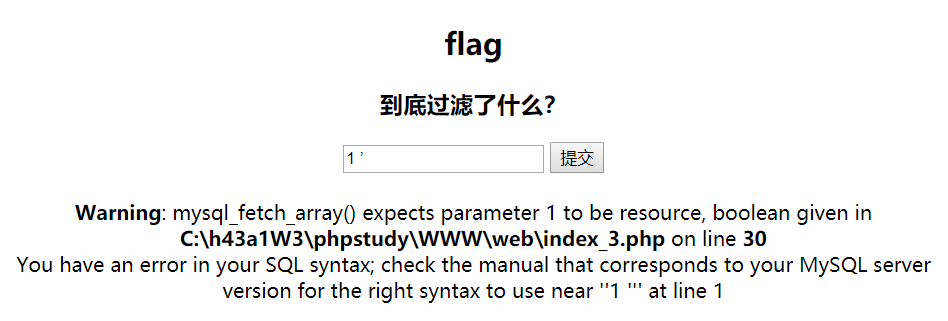 flag
到底过滤了什么?
1 ' 提交
Warning: mysql_fetch_array() expects parameter 1 to be resource, boolean given in
C:\h43a1W3\phpstudy\WWW\web\index_3.php on line 30
You have an error in your SQL syntax; check the manual that corresponds to your MySQL server
version for the right syntax to use near ''1 ''' at line 1